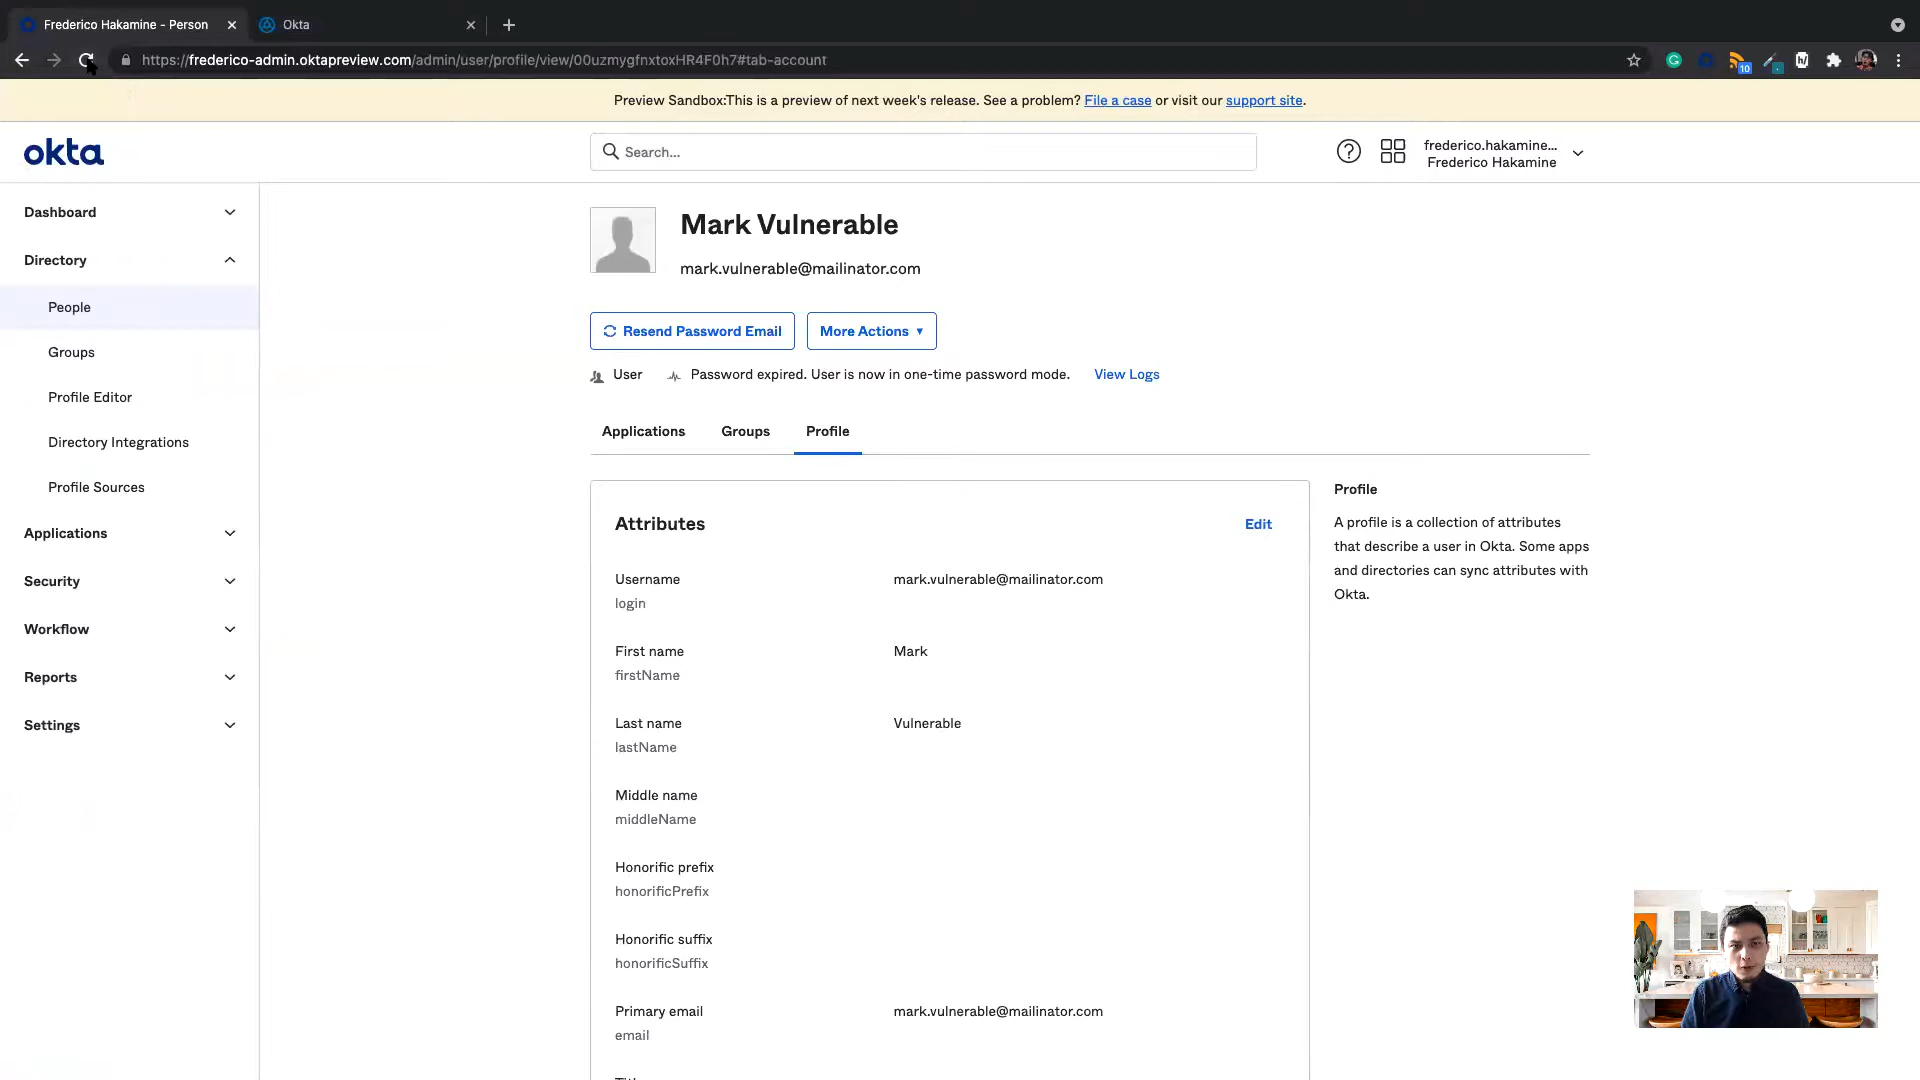 Frederico Hakamine - Person
Okta
https://frederico-admin.oktapreview.com/admin/user/profile/view/00uzmygfnxtoxHR4F0h7#tab-account
10
Preview Sandbox:This is a preview of next week's release. See a problem? File a case or visit our support site.
okta
Search...
frederico.hakamine...
Frederico Hakamine
Dashboard
Directory
People
Groups
Profile Editor
Directory Integrations
Profile Sources
Applications
Security
Workflow
Reports
Settings
Mark Vulnerable
mark.vulnerable@mailinator.com
Resend Password Email
More Actions
User
Password expired. User is now in one-time password mode.
View Logs
Applications
Groups
Profile
Attributes
Edit
Username
mark.vulnerable@mailinator.com
login
First name
Mark
firstName
Last name
Vulnerable
lastName
Middle name
middleName
Honorific prefix
honorificPrefix
Honorific suffix
honorificSuffix
Primary email
mark.vulnerable@mailinator.com
email
Profile
A profile is a collection of attributes
that describe a user in Okta. Some apps
and directories can sync attributes with
Okta.